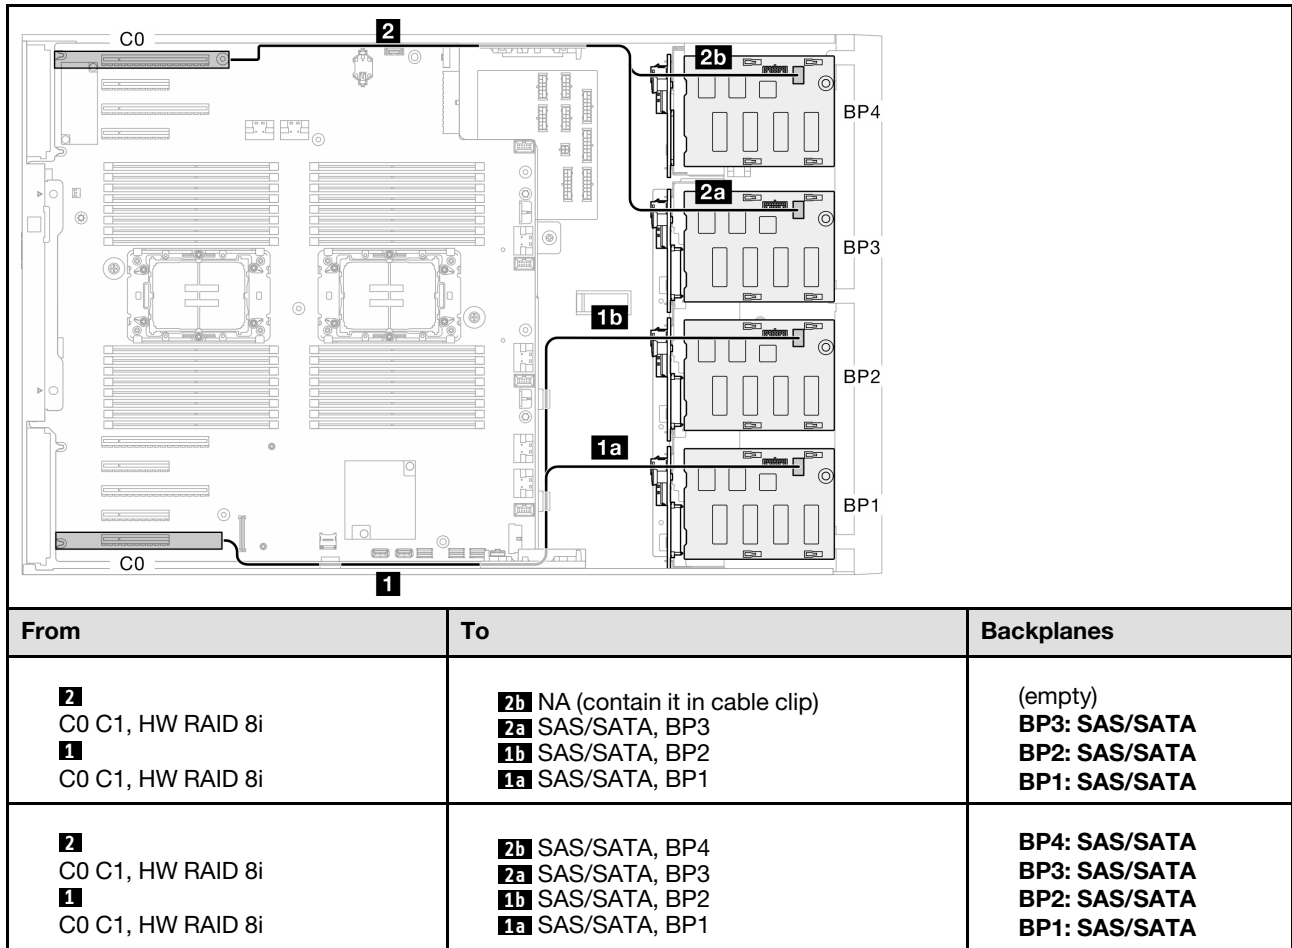 C0
2
2b
BP4
2a
BP3
1b
BP2
1a
BP1
C0
1
From To Backplanes
2
C0 C1, HW RAID 8i
1
C0 C1, HW RAID 8i
2b NA (contain it in cable clip)
2a SAS/SATA, BP3
1b SAS/SATA, BP2
1a SAS/SATA, BP1
(empty)
BP3: SAS/SATA
BP2: SAS/SATA
BP1: SAS/SATA
2
C0 C1, HW RAID 8i
1
C0 C1, HW RAID 8i
2b SAS/SATA, BP4
2a SAS/SATA, BP3
1b SAS/SATA, BP2
1a SAS/SATA, BP1
BP4: SAS/SATA
BP3: SAS/SATA
BP2: SAS/SATA
BP1: SAS/SATA